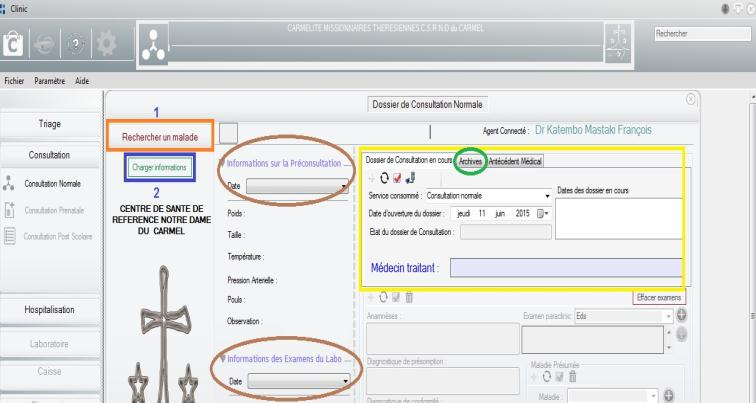 Clinic
CARMELITE MISSIONNAIRES THERESIENNES C.S.R N.D du CARMEL
Rechercher
Fichier Paramètre Aide
Dossier de Consultation Normale
Triage
Consultation
Consultation Normale
Consultation Prenatale
Consultation Post Scolaire
Hospitalisation
Laboratoire
Caisse
1
Rechercher un malade
Charger informations
2
CENTRE DE SANTE DE
REFERENCE NOTRE DAME
DU CARMEL
Agent Connecté : Dr Katembo Mastaki François
Informations sur la Préconsultation
Date
Poids :
Taille :
Température :
Pression Arterielle :
Pouls :
Observation :
Informations des Examens du Labo
Date
Dossier de Consultation en cours Archives Antécédent Médical
Service consommé : Consultation normale
Dates des dossier en cours
Date d'ouverture du dossier : jeudi 11 juin 2015
Etat du dossier de Consultation :
Médecin traitant :
Effacer examens
Anamnèses :
Examen paraclinic: Eds
Diagnostique de présomption :
Maladie Présumée
Maladie :
Diagnostique de conformité :